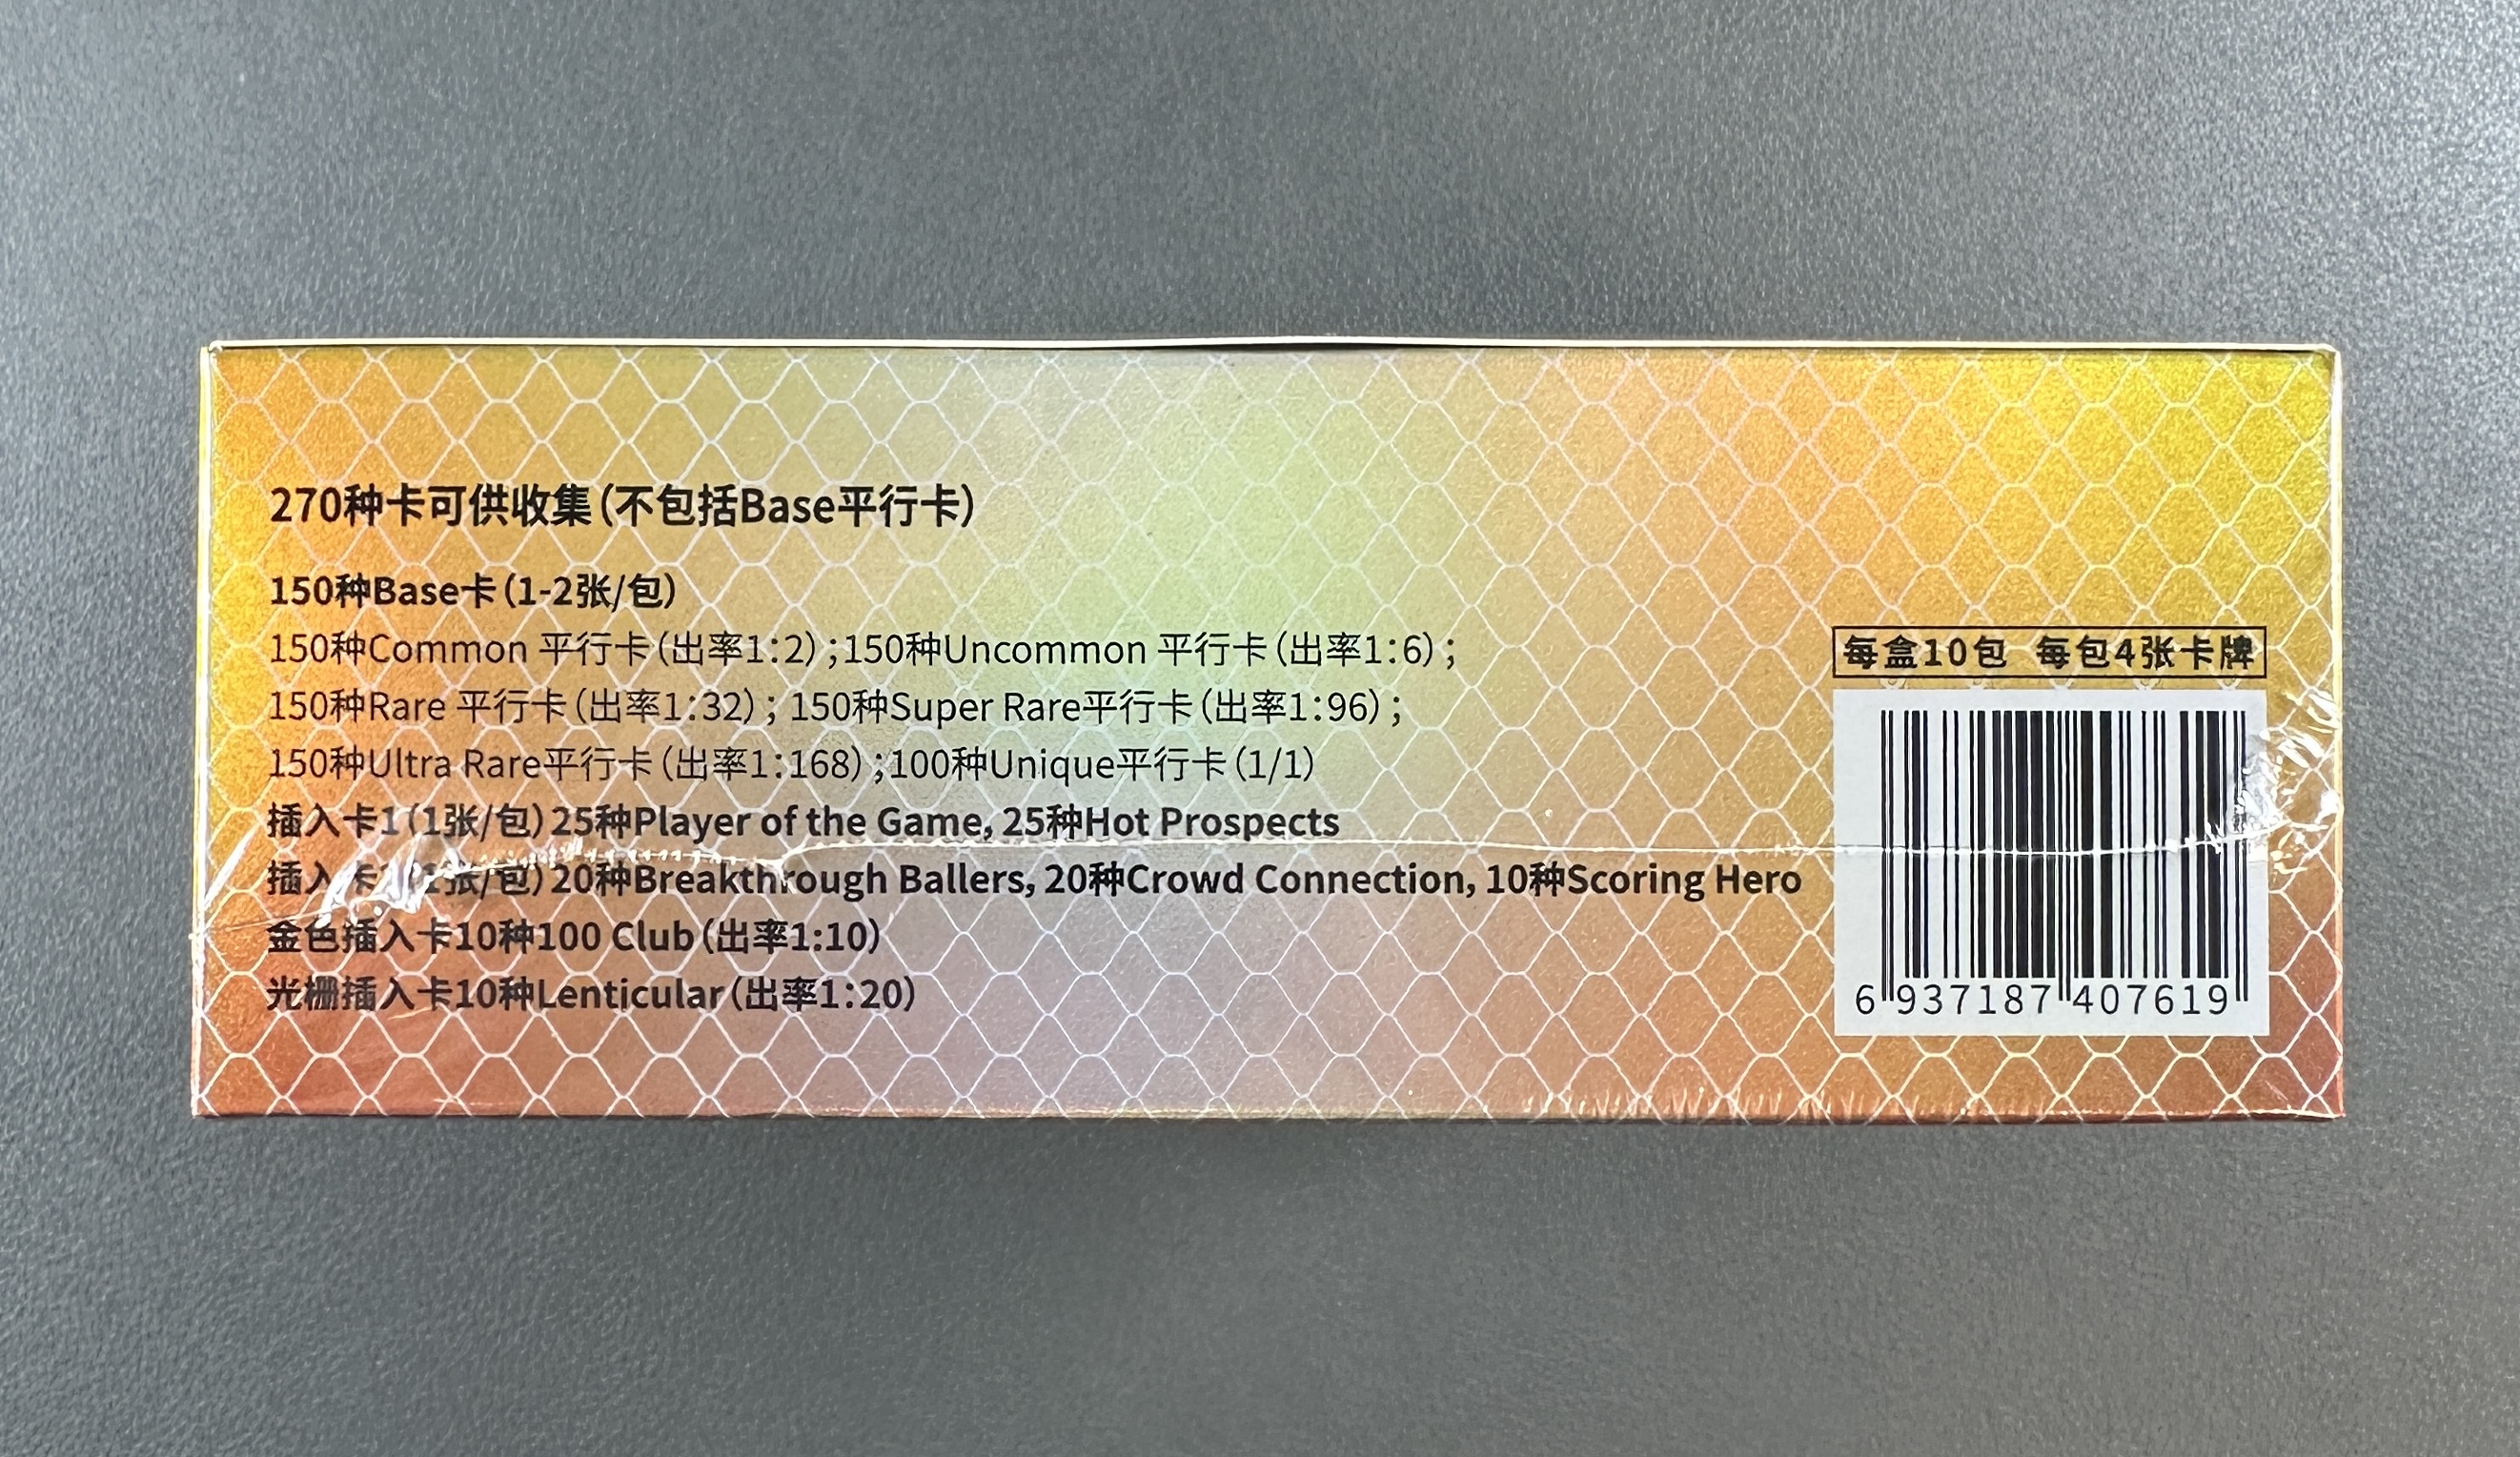 270种卡可供收集(不包括Base平行卡)
150种Base卡(1-2张/包)
150种Common 平行卡(出率1:2);150种Uncommon 平行卡(出率1:6);
150种Rare 平行卡(出率1:32); 150种Super Rare平行卡(出率1:96);
150种Ultra Rare平行卡(出率1:168);100种Unique平行卡(1/1)
插入卡1(1张/包)25种Player of the Game, 25种Hot Prospects
插入卡2(1张/包)20种Breakthrough Ballers, 20种Crowd Connection, 10种Scoring Hero
金色插入卡10种100 Club(出率1:10)
光栅插入卡10种Lenticular(出率1:20)
每盒10包 每包4张卡牌
6 937187 407619